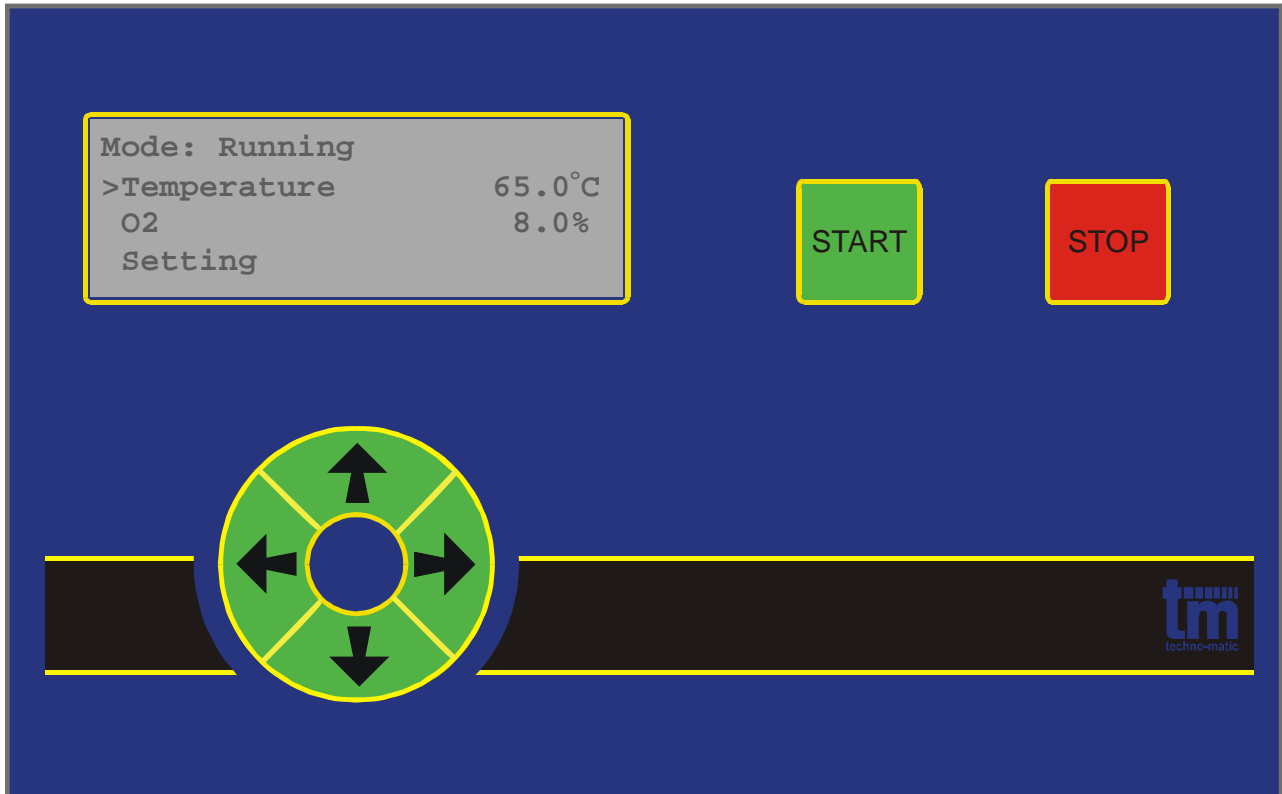 Mode: Running
>Temperature 65.0°C
O2 8.0%
Setting
START
STOP
tm
techno-matic